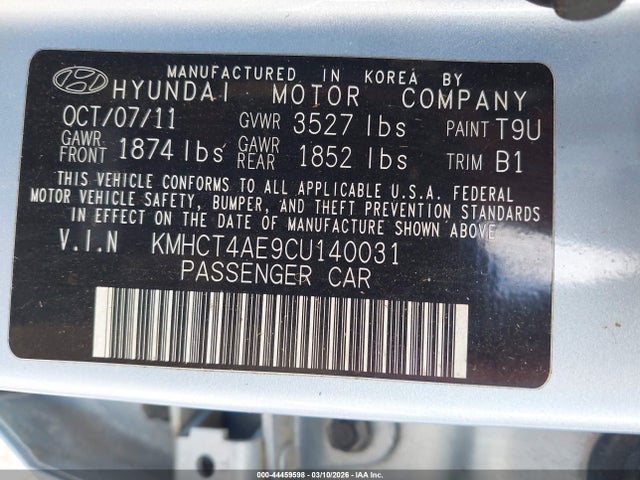 MANUFACTURED IN KOREA BY
HYUNDAI MOTOR COMPANY
OCT/07/11 GVWR 3527 lbs PAINT T9U
GAWR FRONT 1874 lbs GAWR REAR 1852 lbs TRIM B1
THIS VEHICLE CONFORMS TO ALL APPLICABLE U.S.A. FEDERAL
MOTOR VEHICLE SAFETY, BUMPER, AND THEFT PREVENTION STANDARDS
IN EFFECT ON THE DATE OF MANUFACTURE SHOWN ABOVE
V.I.N KMHCT4AE9CU140031
PASSENGER CAR
000-44459598 - 03/10/2026 - IAA Inc.